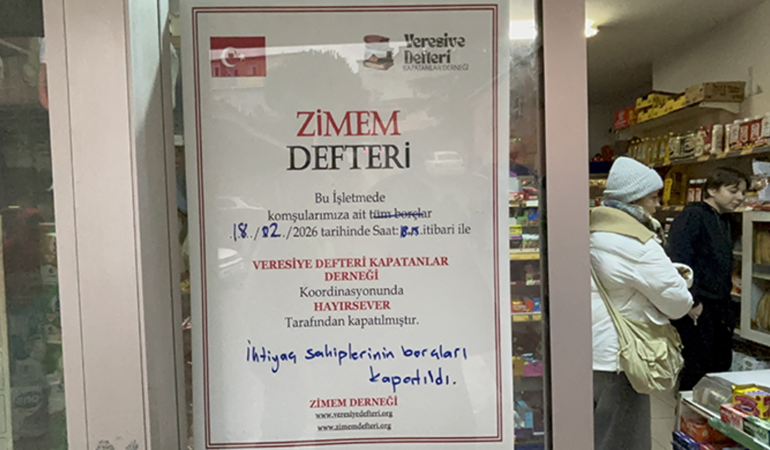 Veresiye
Defteri
KAPATANLAR DERNEĞİ
ZİMEM
DEFTERİ
Bu İşletmede
komşularımıza ait tüm borçlar
18../02./2026 tarihinde Saat: itibari ile
VERESİYE DEFTERİ KAPATANLAR
DERNEĞİ
Koordinasyonunda
HAYIRSEVER
Tarafından kapatılmıştır.
İhtiyaç sahiplerinin borçları
kapatıldı.
ZİMEM DERNEĞİ
www.veresiyedefteri.org
www.zimemdefteri.org